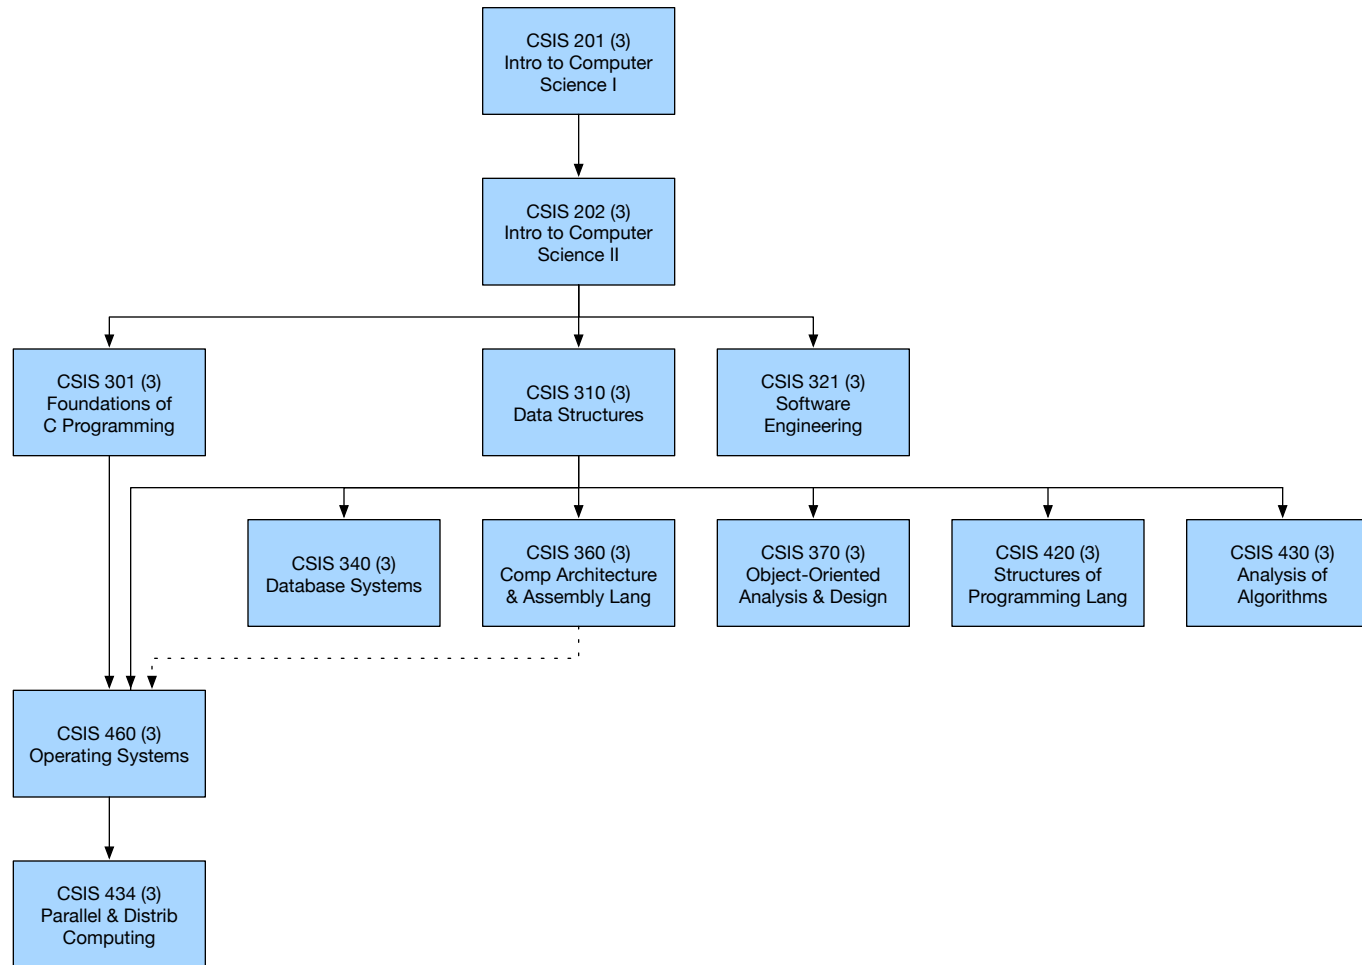 CSIS 201 (3)
Intro to Computer
Science I
CSIS 202 (3)
Intro to Computer
Science II
CSIS 301 (3)
Foundations of
C Programming
CSIS 310 (3)
Data Structures
CSIS 321 (3)
Software
Engineering
CSIS 340 (3)
Database Systems
CSIS 360 (3)
Comp Architecture
& Assembly Lang
CSIS 370 (3)
Object-Oriented
Analysis & Design
CSIS 420 (3)
Structures of
Programming Lang
CSIS 430 (3)
Analysis of
Algorithms
CSIS 460 (3)
Operating Systems
CSIS 434 (3)
Parallel & Distrib
Computing